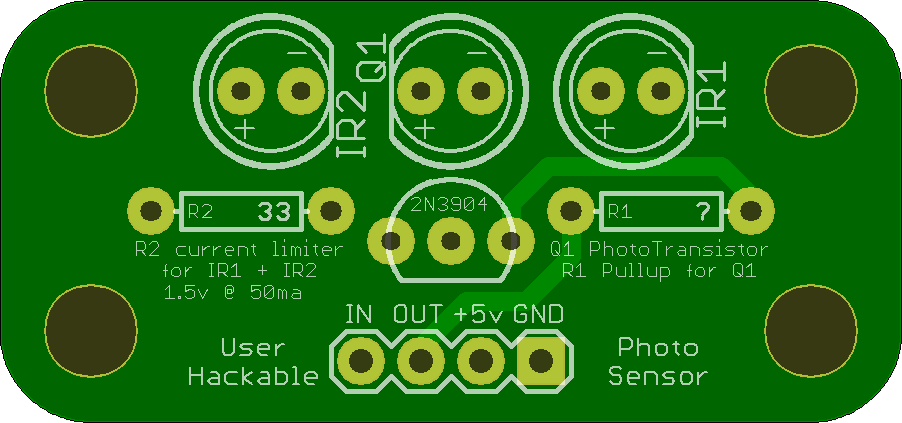 Q1
IR2
IR1
− − −
+ + +
R2 33
2N3904
R1 ?
R2 current limiter
for IR1 + IR2
1.5v @ 50ma
Q1 PhotoTransistor
R1 Pullup for Q1
IN OUT +5v GND
User
Hackable
Photo
Sensor